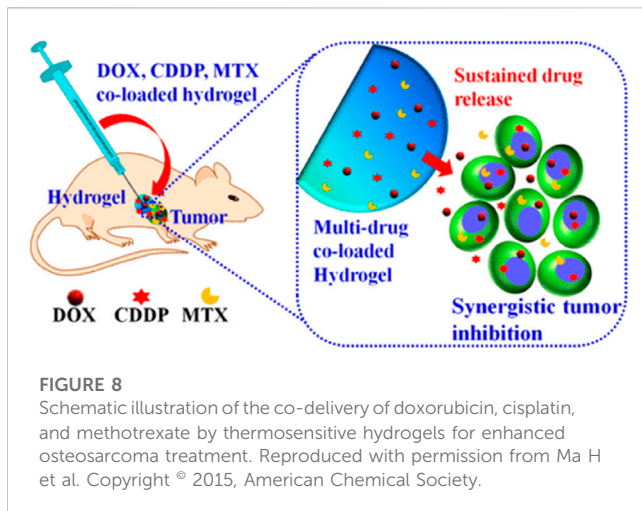 DOX, CDDP, MTX
co-loaded hydrogel
Hydrogel
Tumor
DOX CDDP MTX
Sustained drug
release
Multi-drug
co-loaded
Hydrogel
Synergistic tumor
inhibition
FIGURE 8
Schematic illustration of the co-delivery of doxorubicin, cisplatin,
and methotrexate by thermosensitive hydrogels for enhanced
osteosarcoma treatment. Reproduced with permission from Ma H
et al. Copyright © 2015, American Chemical Society.